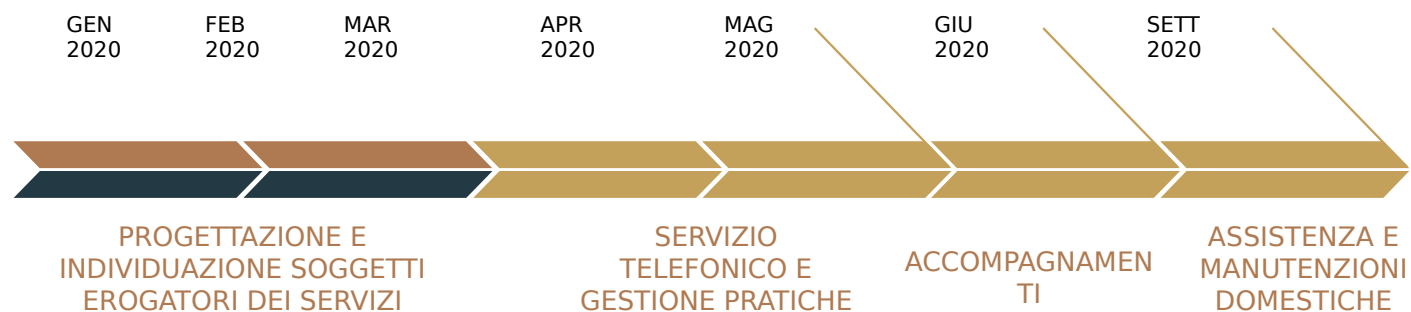 GEN
2020
FEB
2020
MAR
2020
APR
2020
MAG
2020
GIU
2020
SETT
2020
PROGETTAZIONE E
INDIVIDUAZIONE SOGGETTI
EROGATORI DEI SERVIZI
SERVIZIO
TELEFONICO E
GESTIONE PRATICHE
ACCOMPAGNAMEN
TI
ASSISTENZA E
MANUTENZIONI
DOMESTICHE